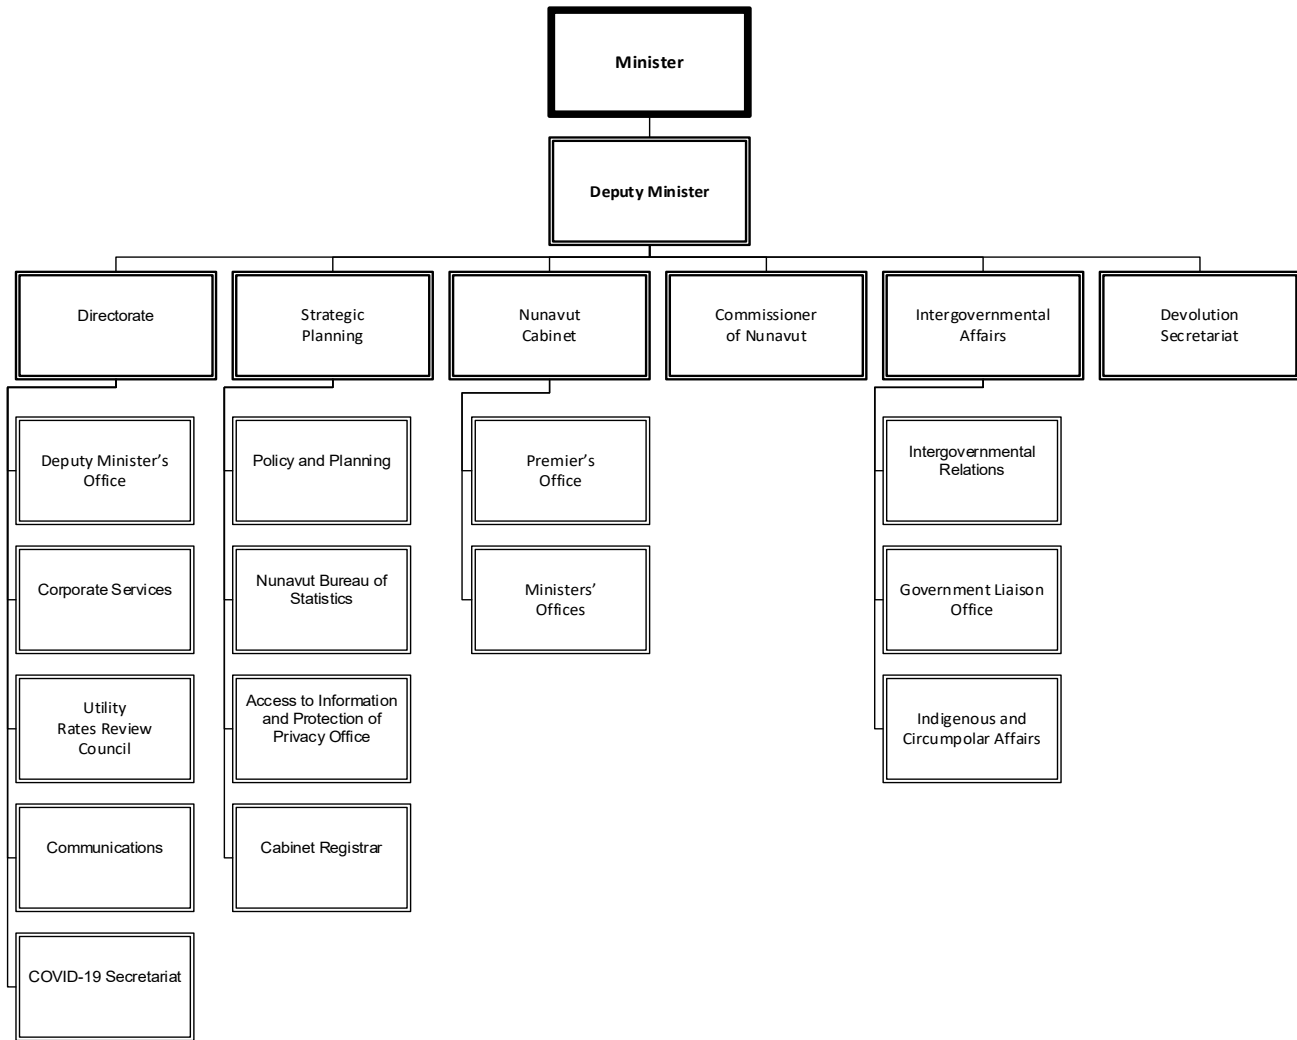 Minister
Deputy Minister
Directorate
Strategic
Planning
Nunavut
Cabinet
Commissioner
of Nunavut
Intergovernmental
Affairs
Devolution
Secretariat
Deputy Minister’s
Office
Corporate Services
Utility
Rates Review
Council
Communications
COVID-19 Secretariat
Policy and Planning
Nunavut Bureau of
Statistics
Access to Information
and Protection of
Privacy Office
Cabinet Registrar
Premier’s
Office
Ministers’
Offices
Intergovernmental
Relations
Government Liaison
Office
Indigenous and
Circumpolar Affairs